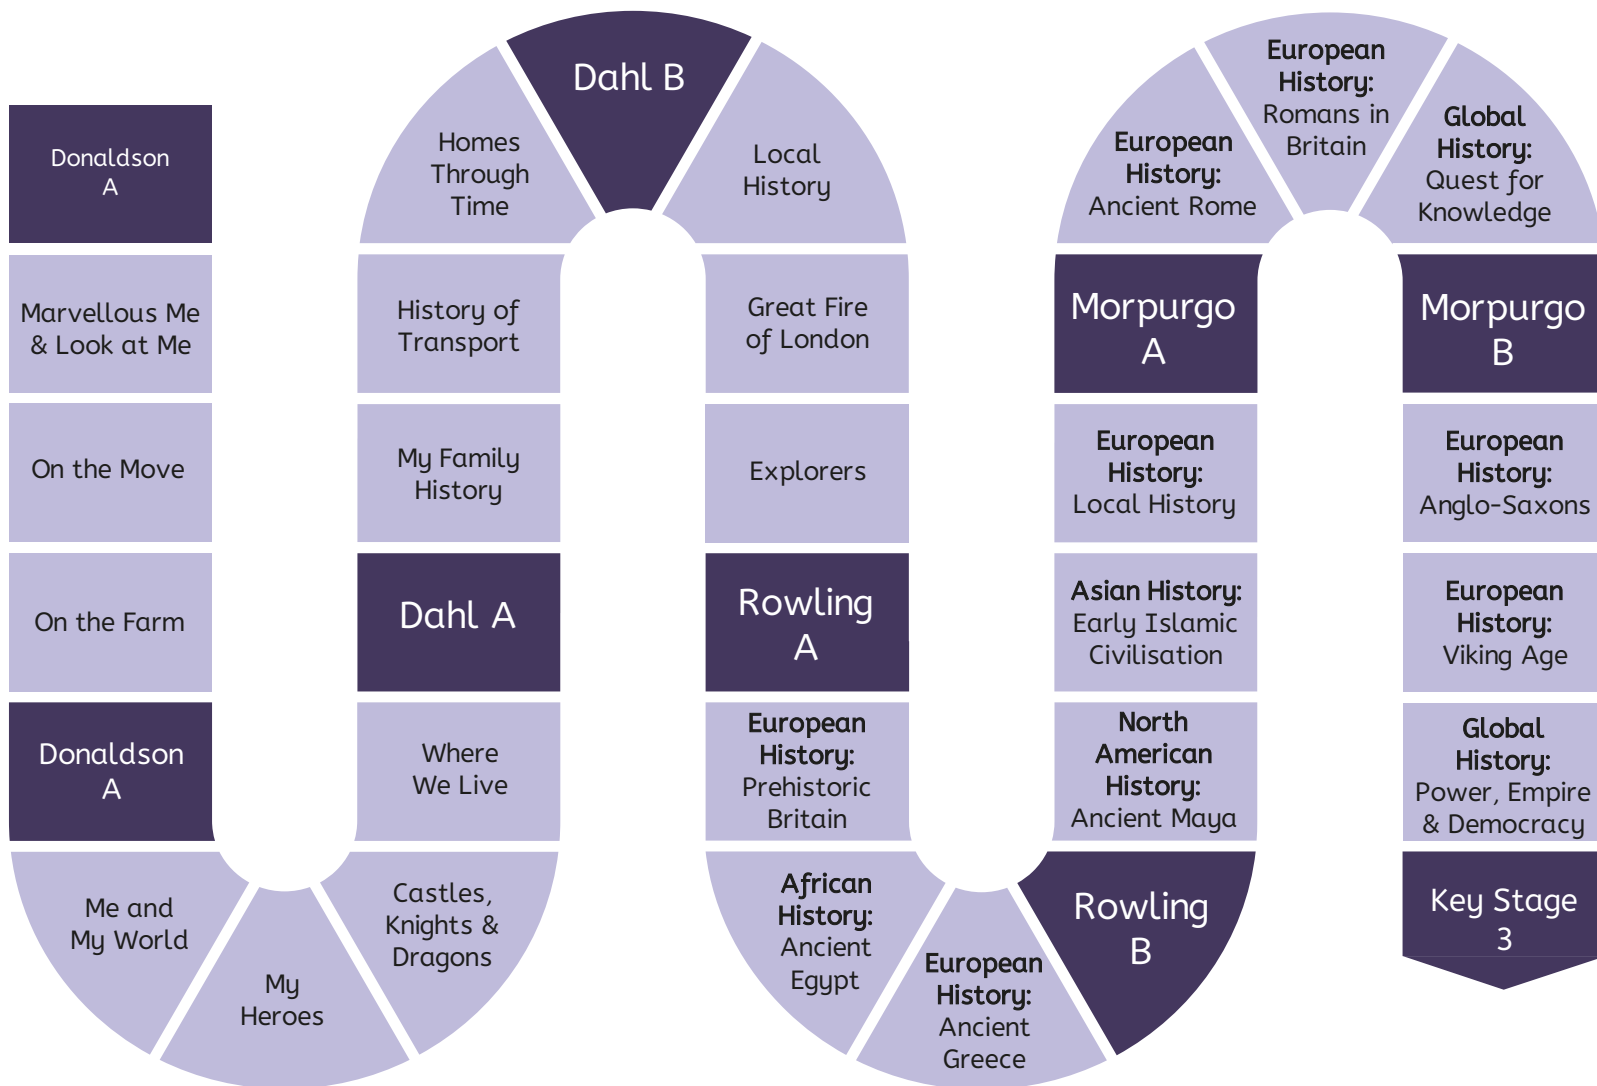 Donaldson
A
Marvellous Me
& Look at Me
On the Move
On the Farm
Donaldson
A
Me and
My World
My
Heroes
Castles,
Knights &
Dragons
Where
We Live
Dahl A
My Family
History
History of
Transport
Homes
Through
Time
Dahl B
Local
History
Great Fire
of London
Explorers
Rowling
A
European
History:
Prehistoric
Britain
African
History:
Ancient
Egypt
European
History:
Ancient
Greece
Rowling
B
North
American
History:
Ancient Maya
Asian History:
Early Islamic
Civilisation
European
History:
Local History
Morpurgo
A
European
History:
Ancient Rome
European
History:
Romans in
Britain
Global
History:
Quest for
Knowledge
Morpurgo
B
European
History:
Anglo-Saxons
European
History:
Viking Age
Global
History:
Power, Empire
& Democracy
Key Stage
3